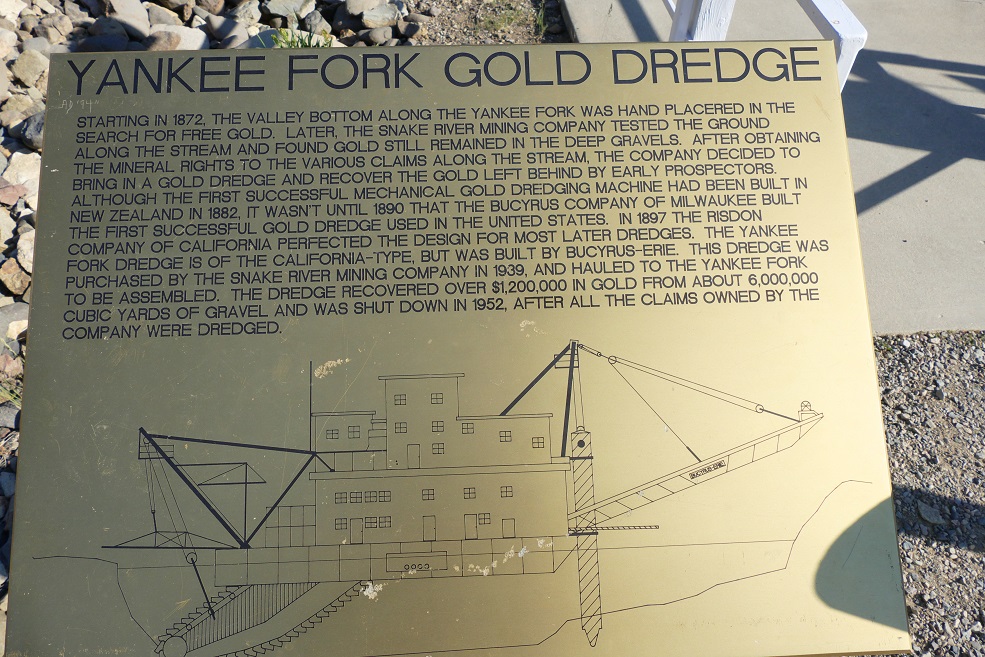 YANKEE FORK GOLD DREDGE
STARTING IN 1872, THE VALLEY BOTTOM ALONG THE YANKEE FORK WAS HAND PLACERED IN THE
SEARCH FOR FREE GOLD. LATER, THE SNAKE RIVER MINING COMPANY TESTED THE GROUND
ALONG THE STREAM AND FOUND GOLD STILL REMAINED IN THE DEEP GRAVELS. AFTER OBTAINING
THE MINERAL RIGHTS TO THE VARIOUS CLAIMS ALONG THE STREAM, THE COMPANY DECIDED TO
BRING IN A GOLD DREDGE AND RECOVER THE GOLD LEFT BEHIND BY EARLY PROSPECTORS.
ALTHOUGH THE FIRST SUCCESSFUL MECHANICAL GOLD DREDGING MACHINE HAD BEEN BUILT IN
NEW ZEALAND IN 1882, IT WASN'T UNTIL 1890 THAT THE BUCYRUS COMPANY OF MILWAUKEE BUILT
THE FIRST SUCCESSFUL GOLD DREDGE USED IN THE UNITED STATES. IN 1897 THE RISDON
COMPANY OF CALIFORNIA PERFECTED THE DESIGN FOR MOST LATER DREDGES. THE YANKEE
FORK DREDGE IS OF THE CALIFORNIA-TYPE, BUT WAS BUILT BY BUCYRUS-ERIE. THIS DREDGE WAS
PURCHASED BY THE SNAKE RIVER MINING COMPANY IN 1939, AND HAULED TO THE YANKEE FORK
TO BE ASSEMBLED. THE DREDGE RECOVERED OVER $1,200,000 IN GOLD FROM ABOUT 6,000,000
CUBIC YARDS OF GRAVEL AND WAS SHUT DOWN IN 1952, AFTER ALL THE CLAIMS OWNED BY THE
COMPANY WERE DREDGED.
BUCYRUS-ERIE